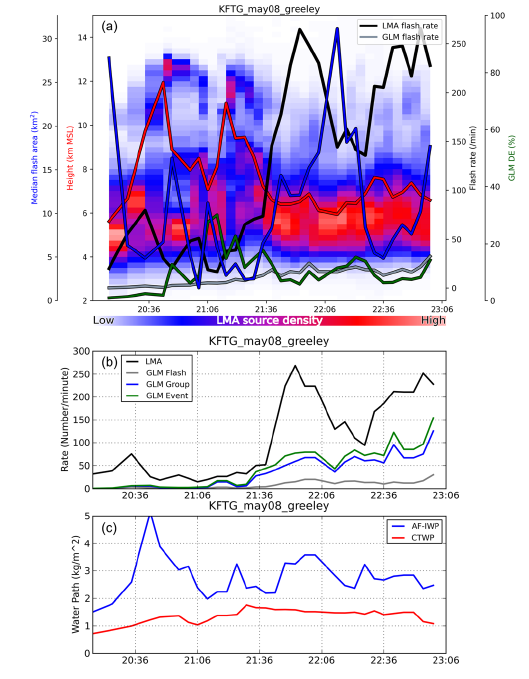 KFTG_may08_greeley
(a)
LMA flash rate
GLM flash rate
Median flash area (km²)
0
5
10
15
20
25
30
Height (km MSL)
2
4
6
8
10
12
14
Flash rate (/min)
0
50
100
150
200
250
GLM DE (%)
0
20
40
60
80
100
20:36 21:06 21:36 22:06 22:36 23:06
Low LMA source density High
KFTG_may08_greeley
(b)
LMA
GLM Flash
GLM Group
GLM Event
Rate (Number/minute)
300
250
200
150
100
50
0
20:36 21:06 21:36 22:06 22:36 23:06
KFTG_may08_greeley
(c)
AF-IWP
CTWP
Water Path (kg/m^2)
5
4
3
2
1
0
20:36 21:06 21:36 22:06 22:36 23:06